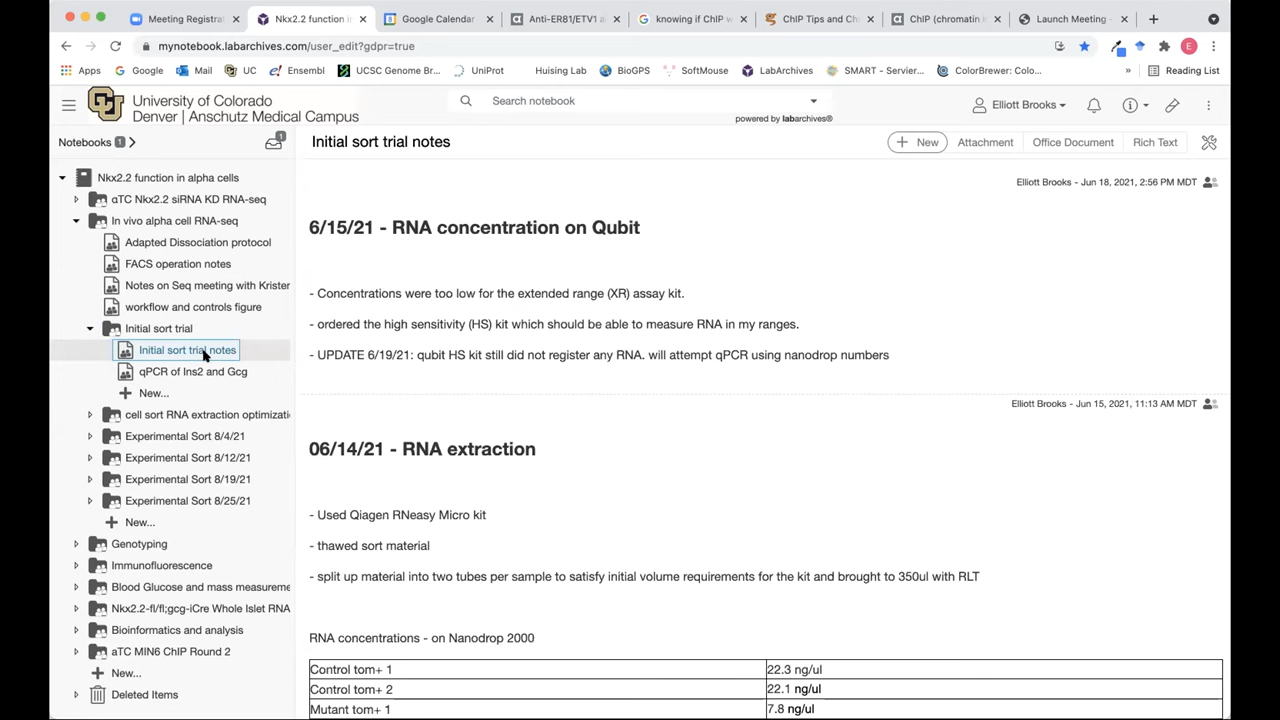 Meeting Registra
Nkx2.2 function in
Google Calendar
Anti-ER81/ETV1 a
knowing if ChIP w
ChIP Tips and Ch
ChIP (chromatin i
Launch Meeting -
mynotebook.labarchives.com/user_edit?gdpr=true
E
Apps
Google
Mail
UC
Ensembl
UCSC Genome Br...
UniProt
Huising Lab
BioGPS
SoftMouse
LabArchives
SMART - Servier...
ColorBrewer: Colo...
»
Reading List
University of Colorado
Denver | Anschutz Medical Campus
Search notebook
powered by labarchives®
Elliott Brooks
Notebooks 1
1
Initial sort trial notes
New
Attachment
Office Document
Rich Text
Nkx2.2 function in alpha cells
αTC Nkx2.2 siRNA KD RNA-seq
In vivo alpha cell RNA-seq
Adapted Dissociation protocol
FACS operation notes
Notes on Seq meeting with Krister
workflow and controls figure
Initial sort trial
Initial sort trial notes
qPCR of Ins2 and Gcg
New...
cell sort RNA extraction optimizati
Experimental Sort 8/4/21
Experimental Sort 8/12/21
Experimental Sort 8/19/21
Experimental Sort 8/25/21
New...
Genotyping
Immunofluorescence
Blood Glucose and mass measureme
Nkx2.2-fl/fl;gcg-iCre Whole Islet RNA
Bioinformatics and analysis
aTC MIN6 ChIP Round 2
New...
Deleted Items
Elliott Brooks - Jun 18, 2021, 2:56 PM MDT
6/15/21 - RNA concentration on Qubit
- Concentrations were too low for the extended range (XR) assay kit.
- ordered the high sensitivity (HS) kit which should be able to measure RNA in my ranges.
- UPDATE 6/19/21: qubit HS kit still did not register any RNA. will attempt qPCR using nanodrop numbers
Elliott Brooks - Jun 15, 2021, 11:13 AM MDT
06/14/21 - RNA extraction
- Used Qiagen RNeasy Micro kit
- thawed sort material
- split up material into two tubes per sample to satisfy initial volume requirements for the kit and brought to 350ul with RLT
RNA concentrations - on Nanodrop 2000
Control tom+ 1 22.3 ng/ul
Control tom+ 2 22.1 ng/ul
Mutant tom+ 1 7.8 ng/ul